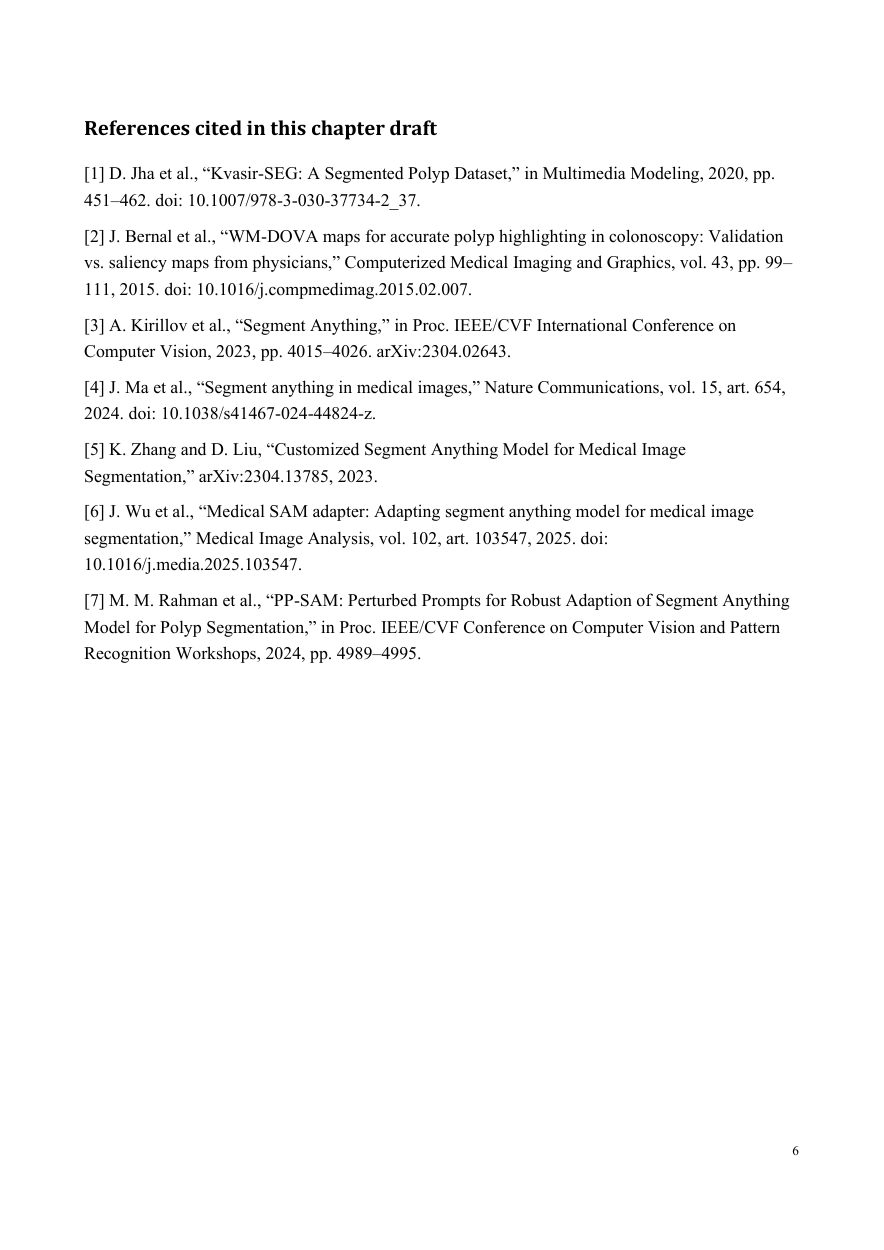 References cited in this chapter draft
[1] D. Jha et al., “Kvasir-SEG: A Segmented Polyp Dataset,” in Multimedia Modeling, 2020, pp.
451–462. doi: 10.1007/978-3-030-37734-2_37.
[2] J. Bernal et al., “WM-DOVA maps for accurate polyp highlighting in colonoscopy: Validation
vs. saliency maps from physicians,” Computerized Medical Imaging and Graphics, vol. 43, pp. 99–
111, 2015. doi: 10.1016/j.compmedimag.2015.02.007.
[3] A. Kirillov et al., “Segment Anything,” in Proc. IEEE/CVF International Conference on
Computer Vision, 2023, pp. 4015–4026. arXiv:2304.02643.
[4] J. Ma et al., “Segment anything in medical images,” Nature Communications, vol. 15, art. 654,
2024. doi: 10.1038/s41467-024-44824-z.
[5] K. Zhang and D. Liu, “Customized Segment Anything Model for Medical Image
Segmentation,” arXiv:2304.13785, 2023.
[6] J. Wu et al., “Medical SAM adapter: Adapting segment anything model for medical image
segmentation,” Medical Image Analysis, vol. 102, art. 103547, 2025. doi:
10.1016/j.media.2025.103547.
[7] M. M. Rahman et al., “PP-SAM: Perturbed Prompts for Robust Adaption of Segment Anything
Model for Polyp Segmentation,” in Proc. IEEE/CVF Conference on Computer Vision and Pattern
Recognition Workshops, 2024, pp. 4989–4995.
6